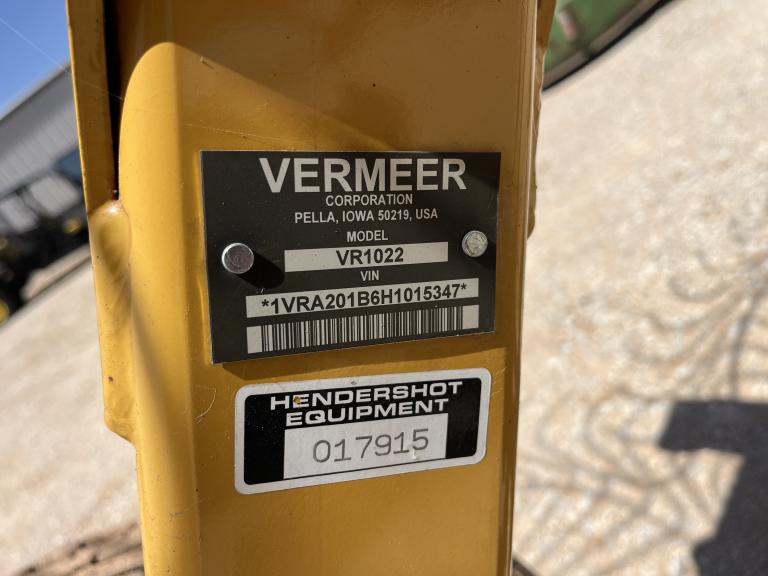 VERMEER
CORPORATION
PELLA, IOWA 50219, USA
MODEL
VR1022
VIN
*1VRA201B6H1015347*
HENDERSHOT
EQUIPMENT
017915